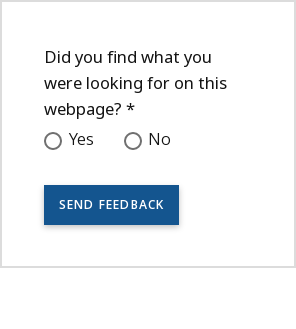 Did you find what you
were looking for on this
webpage? *
Yes No
SEND FEEDBACK